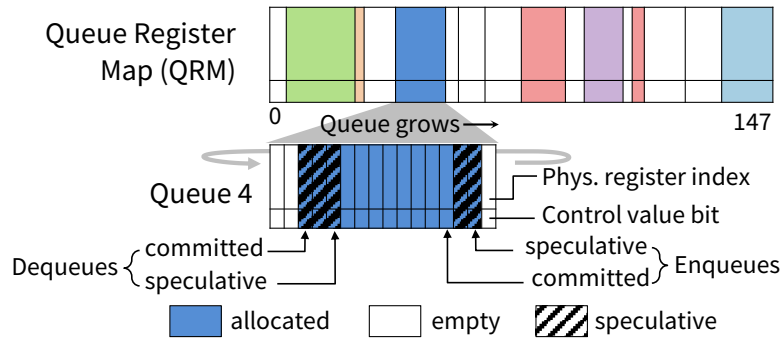 Queue Register
Map (QRM)
0
Queue grows
147
Queue 4
Phys. register index
Control value bit
Dequeues
committed
speculative
speculative
committed
Enqueues
allocated
empty
speculative